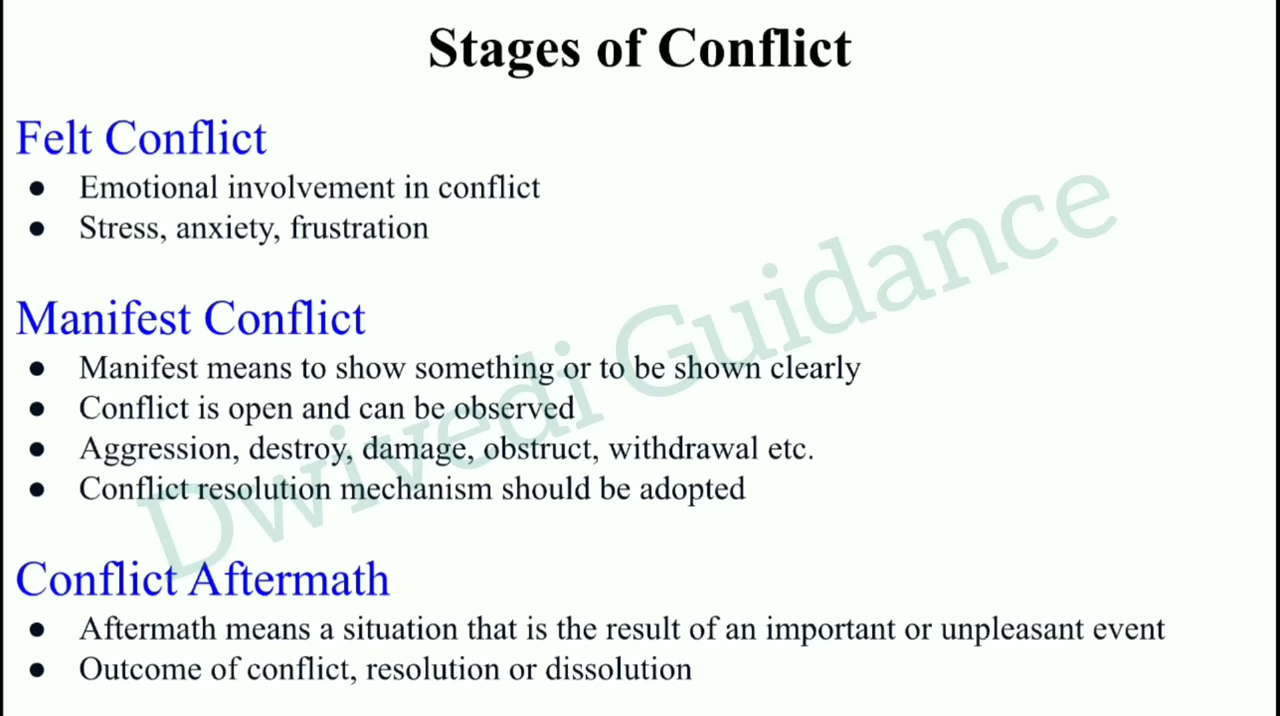 Stages of Conflict
Felt Conflict
● Emotional involvement in conflict
● Stress, anxiety, frustration
Manifest Conflict
● Manifest means to show something or to be shown clearly
● Conflict is open and can be observed
● Aggression, destroy, damage, obstruct, withdrawal etc.
● Conflict resolution mechanism should be adopted
Conflict Aftermath
● Aftermath means a situation that is the result of an important or unpleasant event
● Outcome of conflict, resolution or dissolution
Dwivedi Guidance